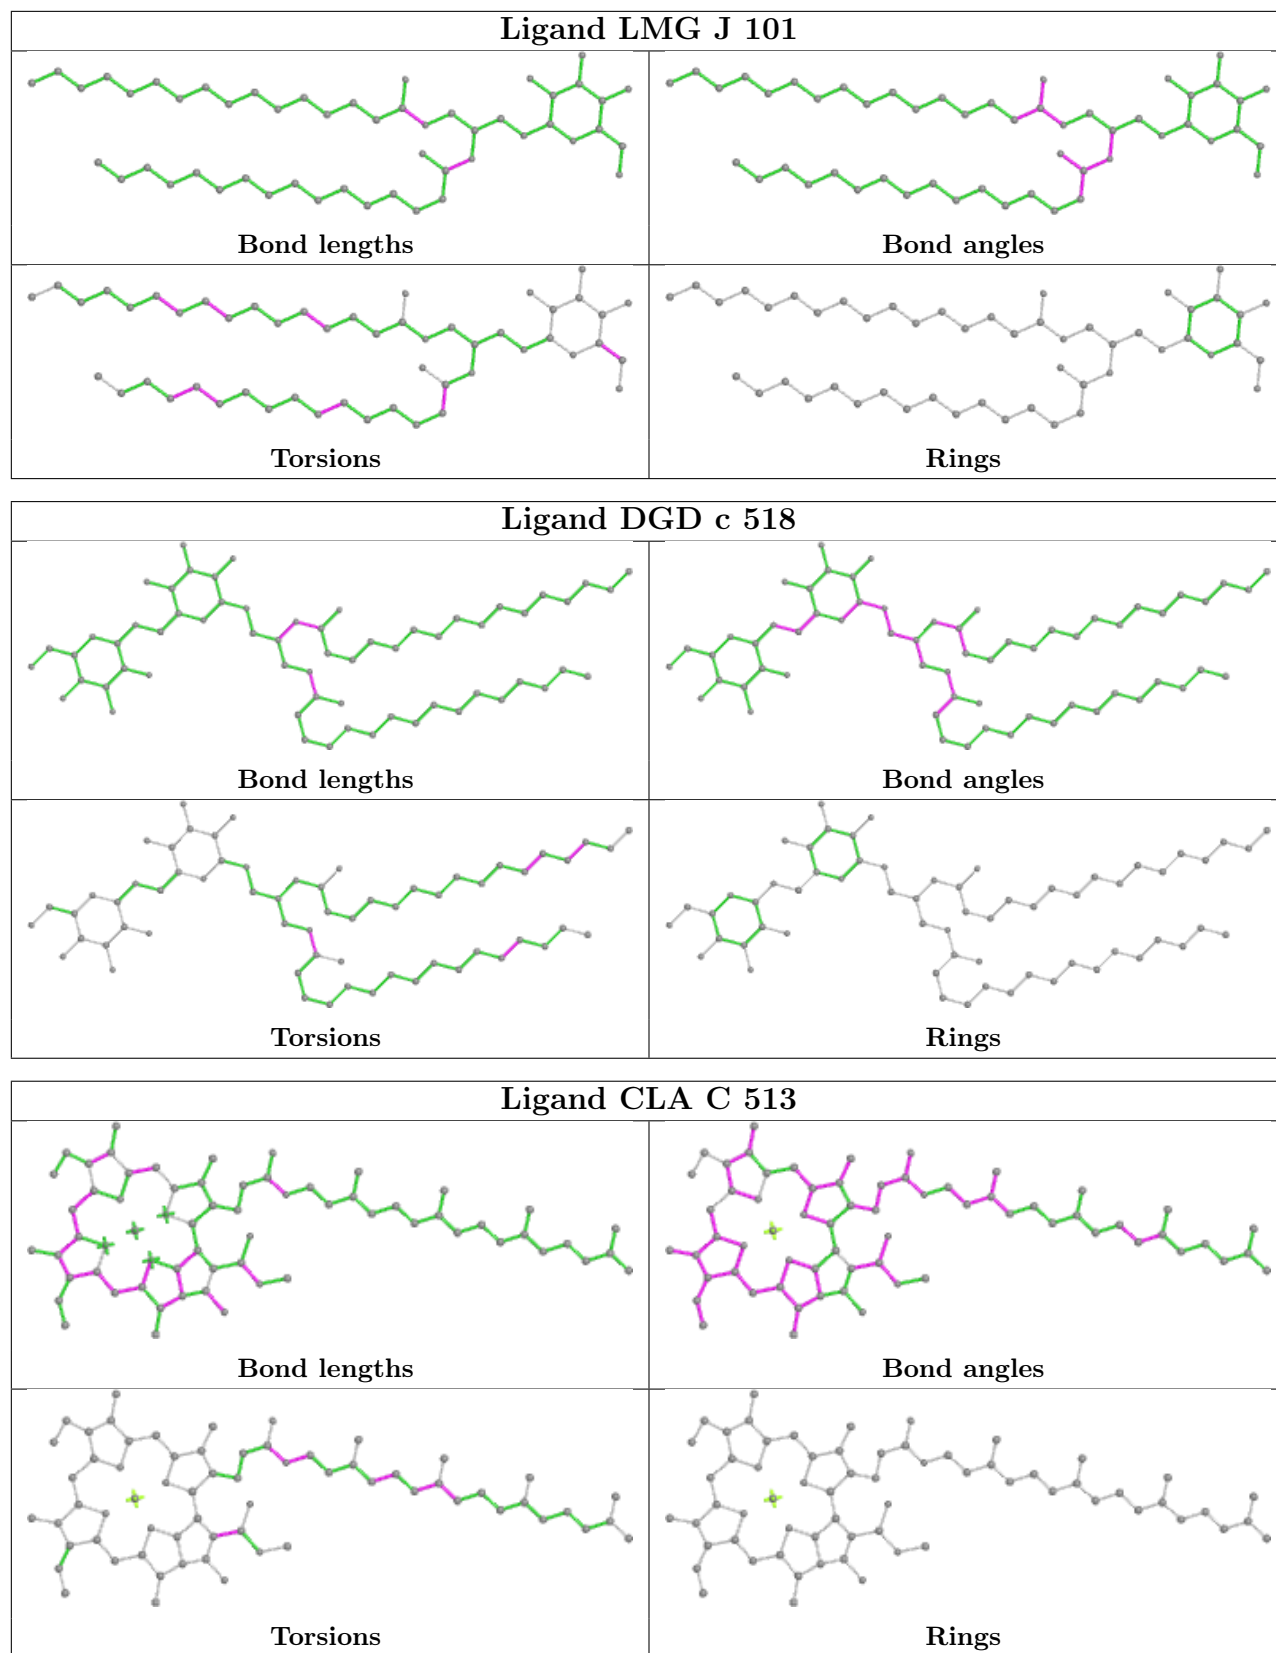 Ligand LMG J 101
Bond lengths
Bond angles
Torsions
Rings
Ligand DGD c 518
Bond lengths
Bond angles
Torsions
Rings
Ligand CLA C 513
Bond lengths
Bond angles
Torsions
Rings